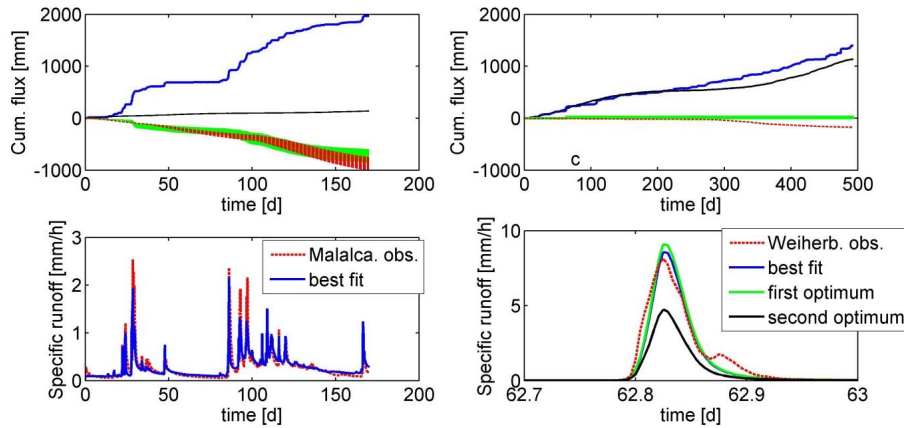 Cum. flux [mm]
2000
1000
0
-1000
0
50
100
150
200
time [d]
Cum. flux [mm]
2000
1000
0
-1000
c
0
100
200
300
400
500
time [d]
Specific runoff [mm/h]
3
2
1
0
Malalca. obs.
best fit
0
50
100
150
200
time [d]
Specific runoff [mm/h]
10
5
0
Weiherb. obs.
best fit
first optimum
second optimum
62.7
62.8
62.9
63
time [d]